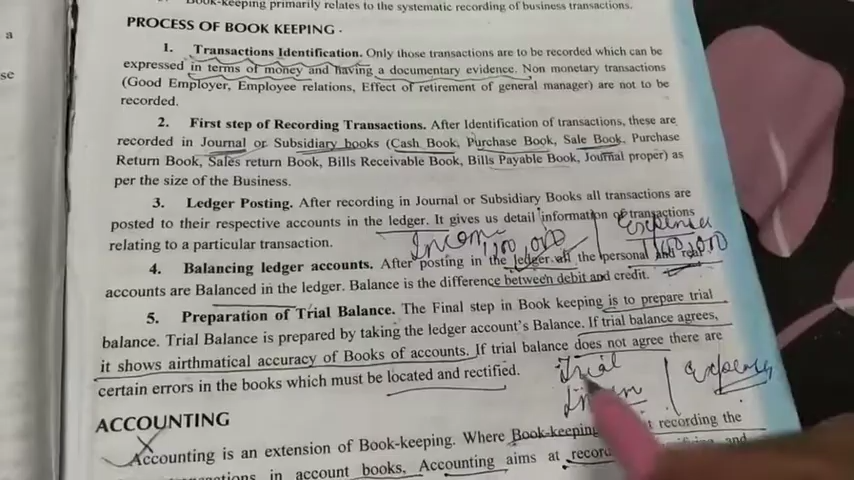 Book-keeping primarily relates to the systematic recording of business transactions.
PROCESS OF BOOK KEEPING
a
1. Transactions Identification. Only those transactions are to be recorded which can be
se
expressed in terms of money and having a documentary evidence. Non monetary transactions
(Good Employer, Employee relations, Effect of retirement of general manager) are not to be
recorded.
2. First step of Recording Transactions. After Identification of transactions, these are
recorded in Journal or Subsidiary books (Cash Book, Purchase Book, Sale Book, Purchase
Return Book, Sales return Book, Bills Receivable Book, Bills Payable Book, Journal proper) as
per the size of the Business.
3. Ledger Posting. After recording in Journal or Subsidiary Books all transactions are
posted to their respective accounts in the ledger. It gives us detail information of transactions
relating to a particular transaction.
Income
Expenses
4. Balancing ledger accounts. After posting in the ledger all the personal and real
accounts are Balanced in the ledger. Balance is the difference between debit and credit.
5. Preparation of Trial Balance. The Final step in Book keeping is to prepare trial
balance. Trial Balance is prepared by taking the ledger account's Balance. If trial balance agrees,
it shows airthmatical accuracy of Books of accounts. If trial balance does not agree there are
certain errors in the books which must be located and rectified.
Trial
Expenses
ACCOUNTING
Accounting is an extension of Book-keeping. Where Book-keeping recording the
in account books, Accounting aims at and